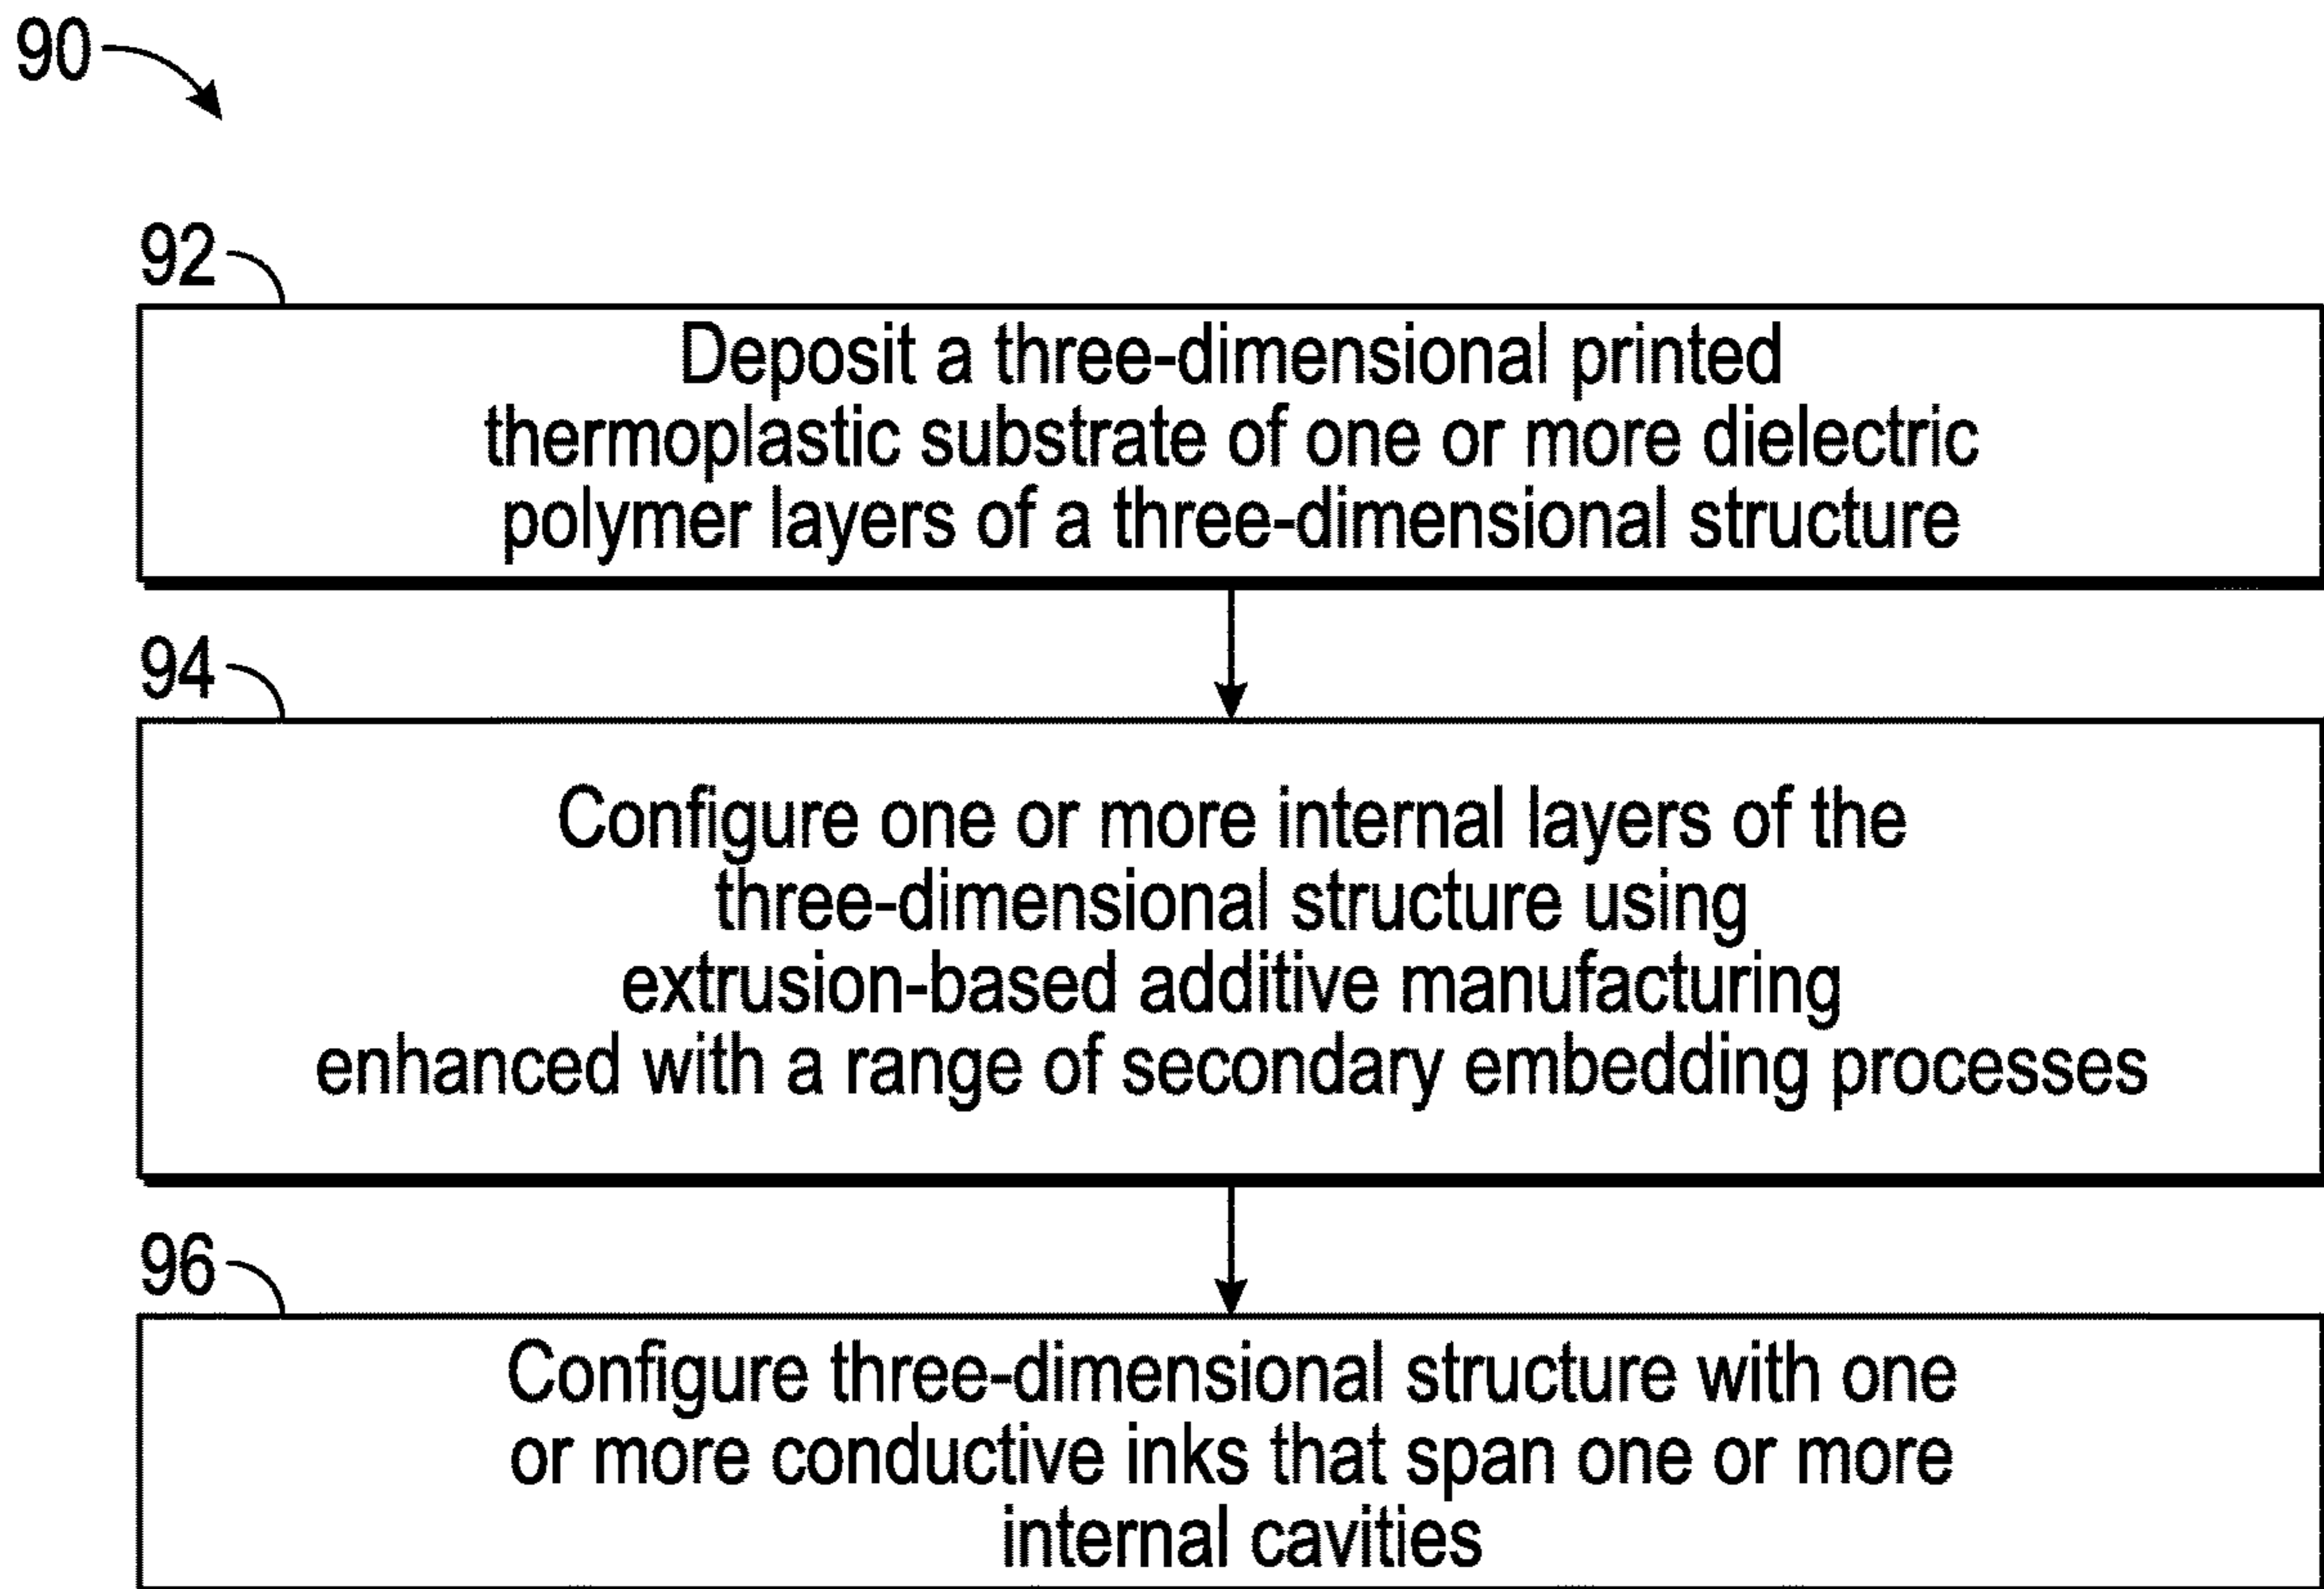 90
92
Deposit a three-dimensional printed
thermoplastic substrate of one or more dielectric
polymer layers of a three-dimensional structure
94
Configure one or more internal layers of the
three-dimensional structure using
extrusion-based additive manufacturing
enhanced with a range of secondary embedding processes
96
Configure three-dimensional structure with one
or more conductive inks that span one or more
internal cavities